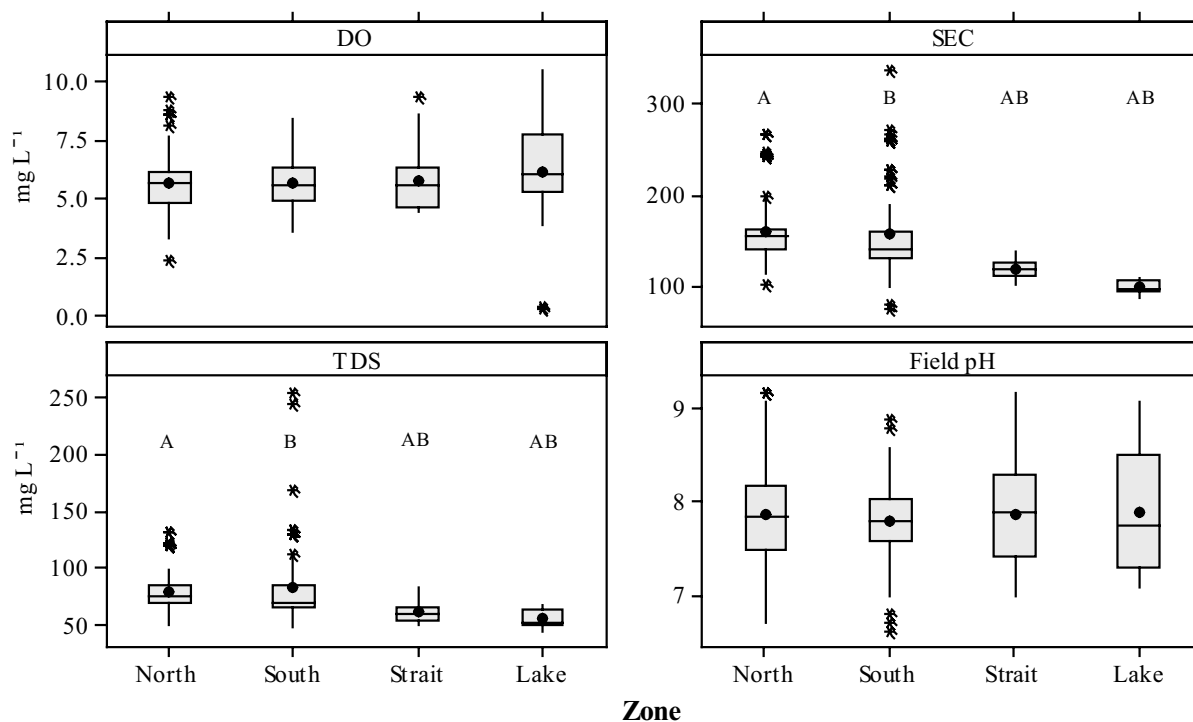 DO
SEC
10.0
7.5
5.0
2.5
0.0
mg L⁻¹
300
200
100
A
B
AB
AB
TDS
Field pH
250
200
150
100
50
mg L⁻¹
A
B
AB
AB
9
8
7
North
South
Strait
Lake
North
South
Strait
Lake
Zone